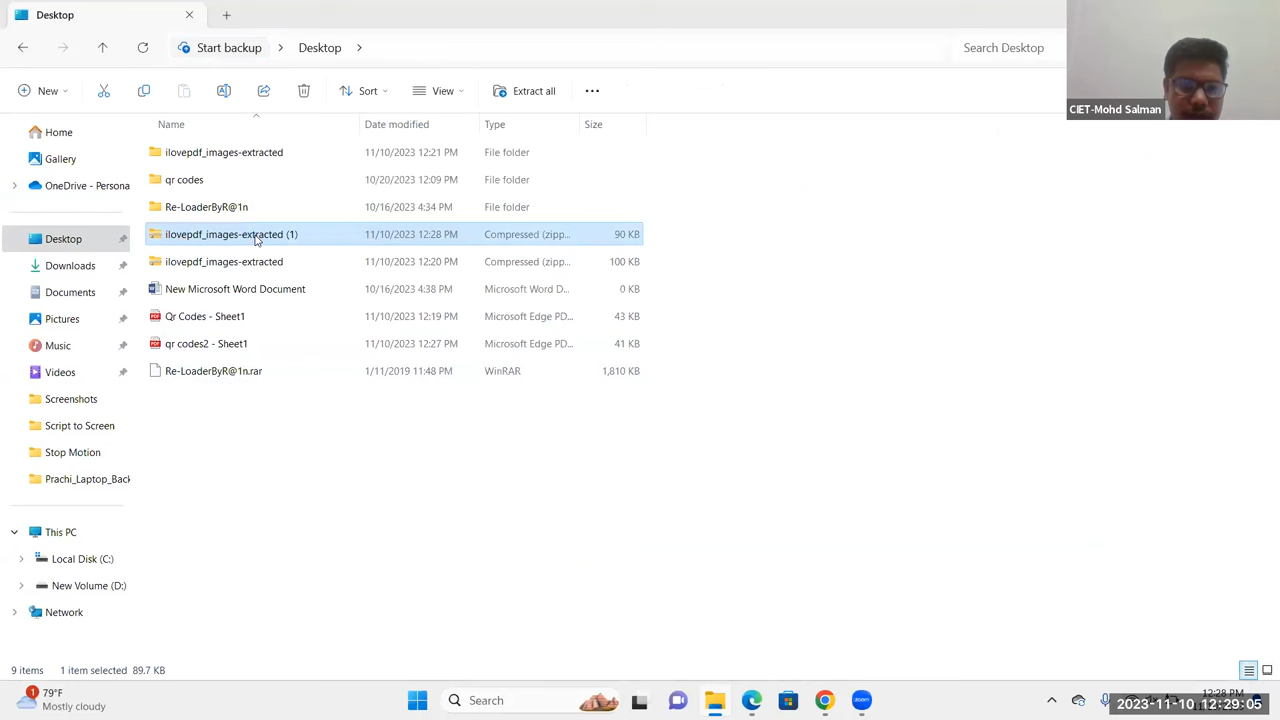 Desktop
Start backup > Desktop >
Search Desktop
CIET-Mohd Salman
New
Sort
View
Extract all
Name Date modified Type Size
Home
Gallery
OneDrive - Persona
Desktop
Downloads
Documents
Pictures
Music
Videos
Screenshots
Script to Screen
Stop Motion
Prachi_Laptop_Back
This PC
Local Disk (C:)
New Volume (D:)
Network
ilovepdf_images-extracted 11/10/2023 12:21 PM File folder
qr codes 10/20/2023 12:09 PM File folder
Re-LoaderByR@1n 10/16/2023 4:34 PM File folder
ilovepdf_images-extracted (1) 11/10/2023 12:28 PM Compressed (zipp... 90 KB
ilovepdf_images-extracted 11/10/2023 12:20 PM Compressed (zipp... 100 KB
New Microsoft Word Document 10/16/2023 4:38 PM Microsoft Word D... 0 KB
Qr Codes - Sheet1 11/10/2023 12:19 PM Microsoft Edge PD... 43 KB
qr codes2 - Sheet1 11/10/2023 12:27 PM Microsoft Edge PD... 41 KB
Re-LoaderByR@1n.rar 1/11/2019 11:48 PM WinRAR 1,810 KB
9 items 1 item selected 89.7 KB
1
79°F
Mostly cloudy
Search
zoom
12:28 PM
2023-11-10 12:29:05